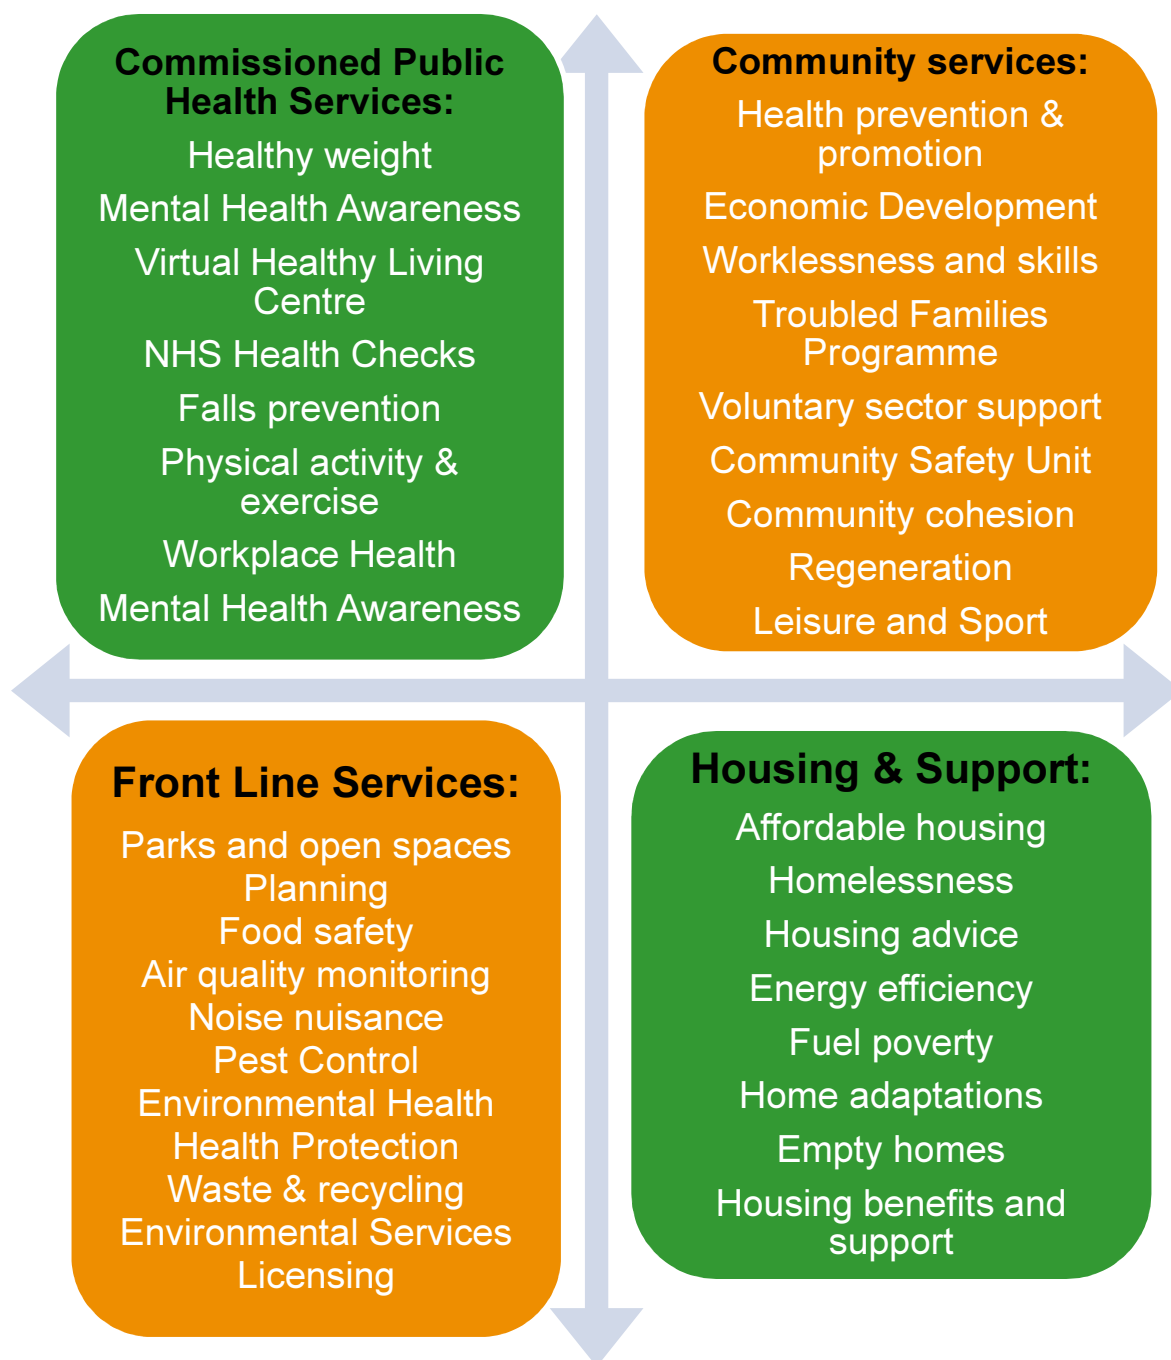 Commissioned Public
Health Services:
Healthy weight
Mental Health Awareness
Virtual Healthy Living
Centre
NHS Health Checks
Falls prevention
Physical activity &
exercise
Workplace Health
Mental Health Awareness
Community services:
Health prevention &
promotion
Economic Development
Worklessness and skills
Troubled Families
Programme
Voluntary sector support
Community Safety Unit
Community cohesion
Regeneration
Leisure and Sport
Front Line Services:
Parks and open spaces
Planning
Food safety
Air quality monitoring
Noise nuisance
Pest Control
Environmental Health
Health Protection
Waste & recycling
Environmental Services
Licensing
Housing & Support:
Affordable housing
Homelessness
Housing advice
Energy efficiency
Fuel poverty
Home adaptations
Empty homes
Housing benefits and
support